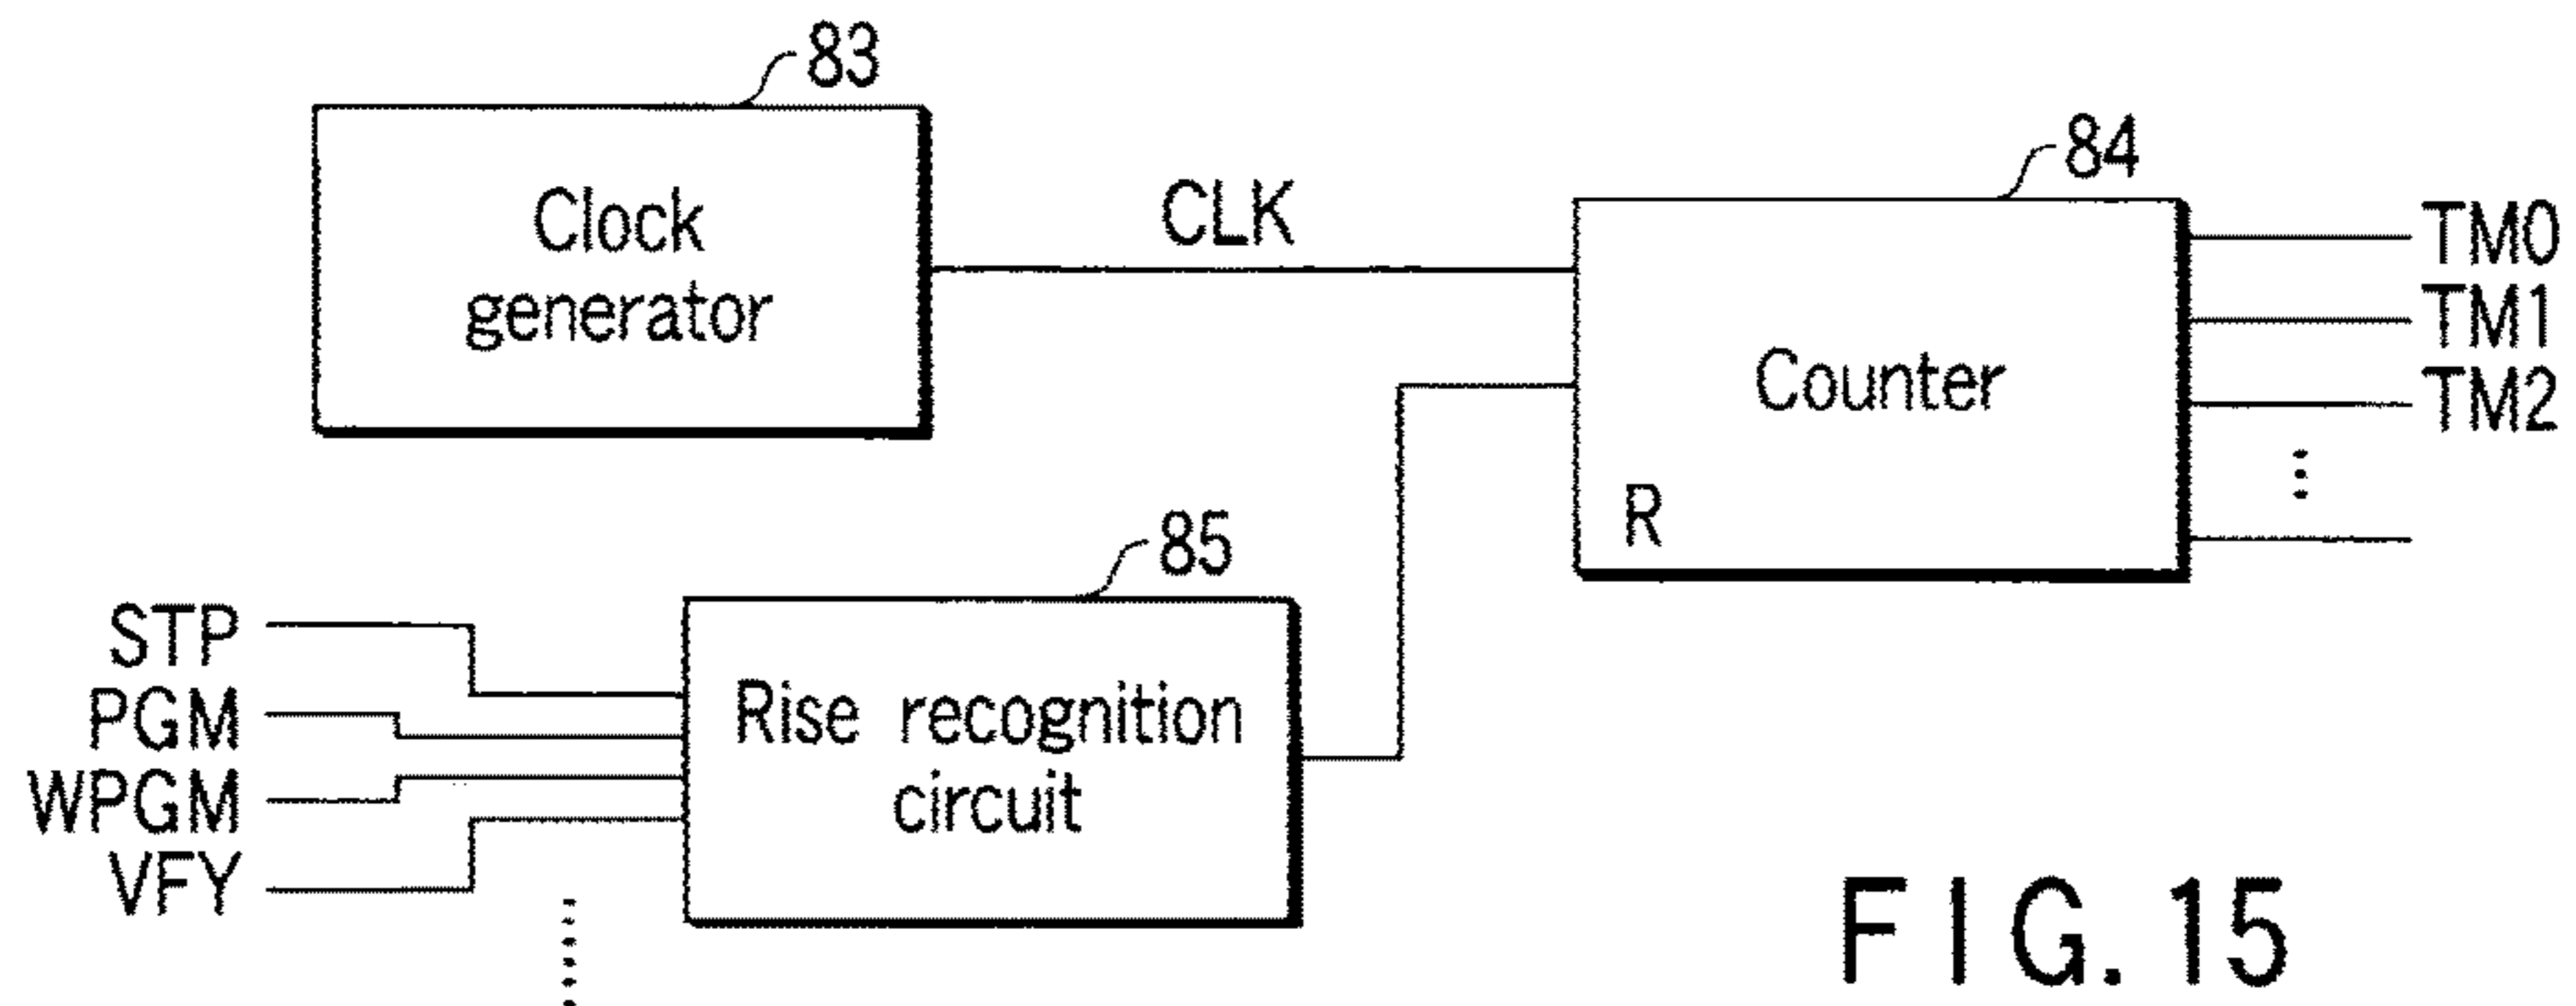 83
Clock
generator
CLK
84
Counter
R
TM0
TM1
TM2
85
Rise recognition
circuit
STP
PGM
WPGM
VFY
FIG. 15